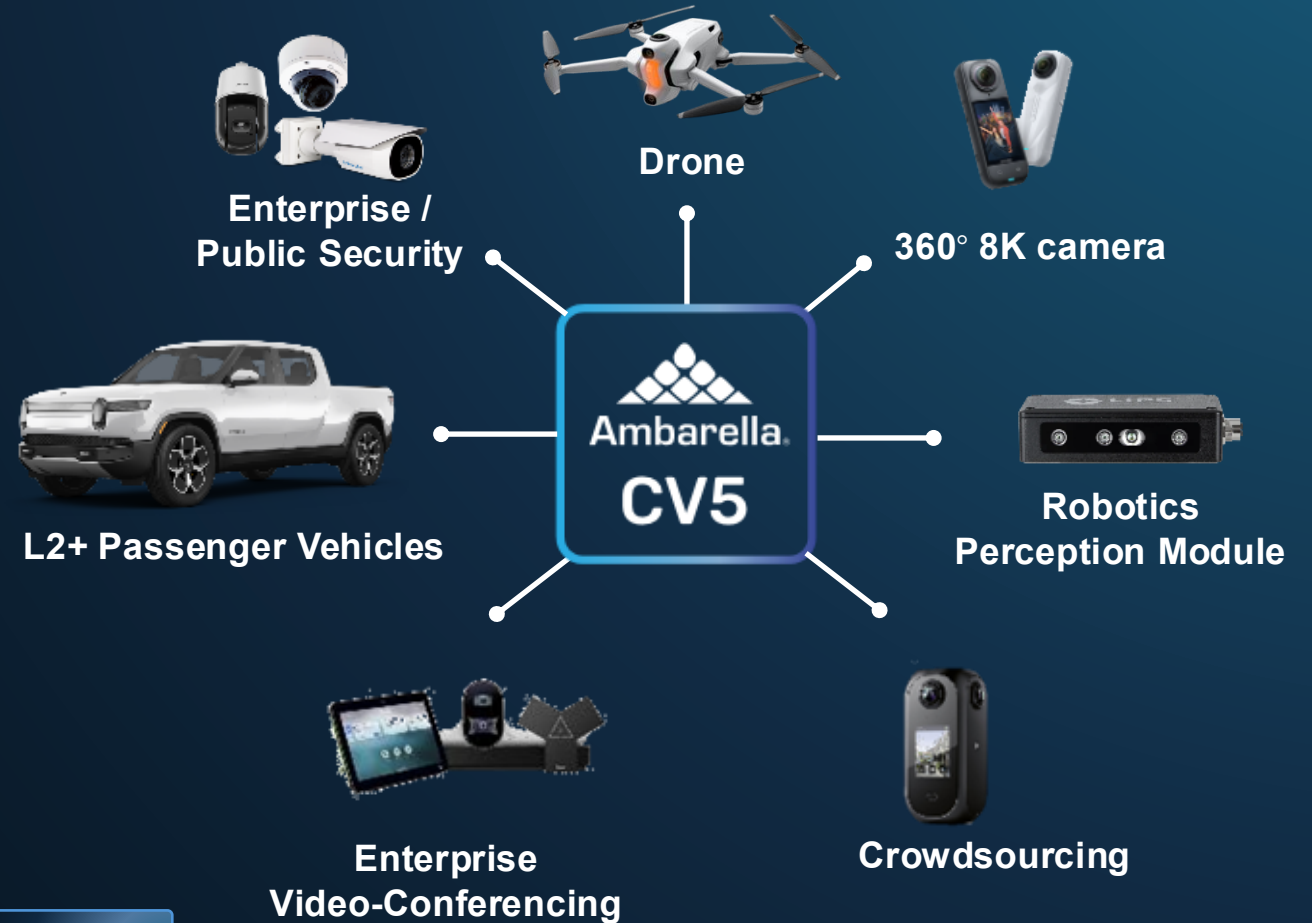 Drone
Enterprise /
Public Security
360° 8K camera
Ambarella.
CV5
L2+ Passenger Vehicles
LIPS
Robotics
Perception Module
Enterprise
Video-Conferencing
Crowdsourcing